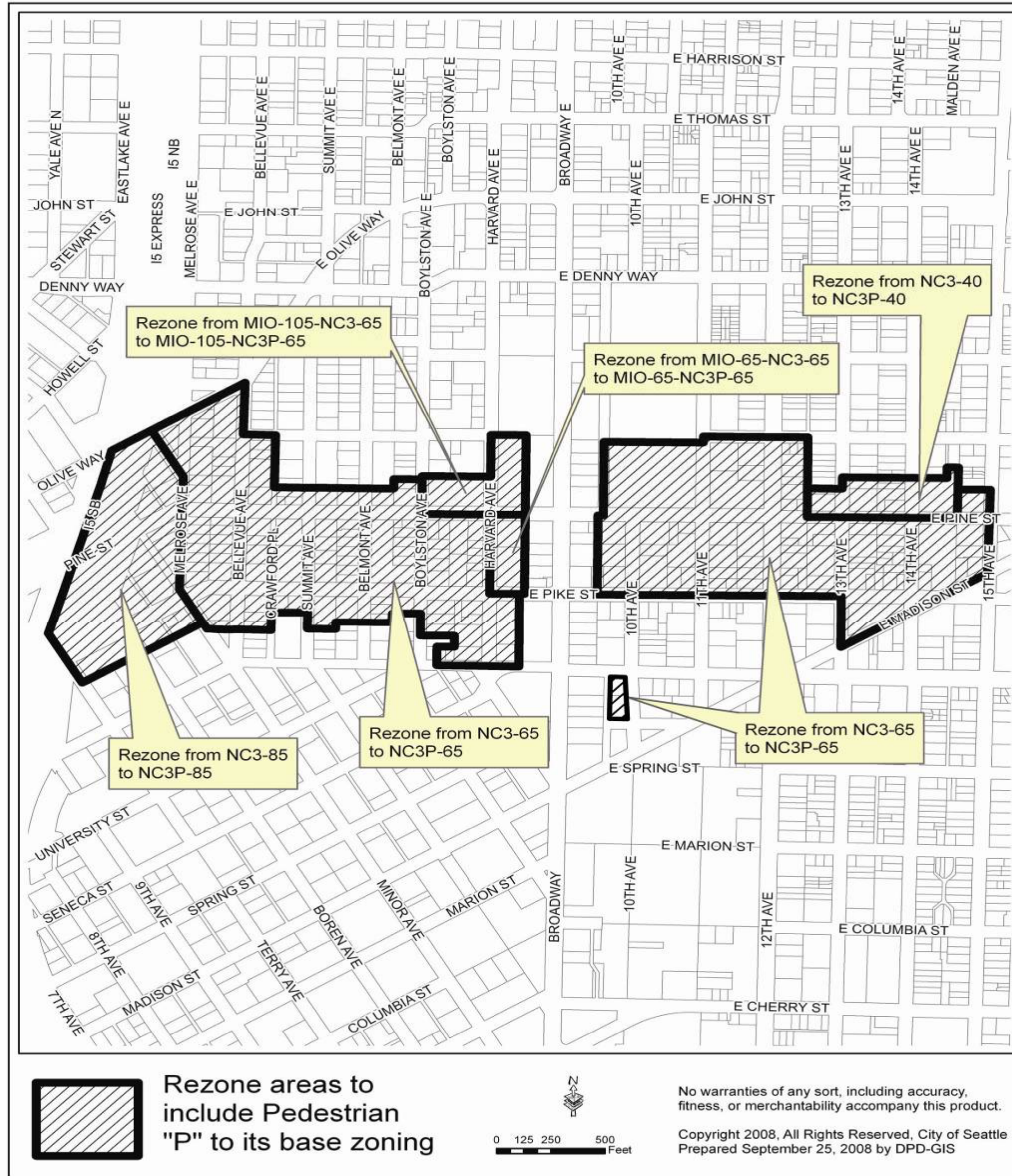 E HARRISON ST
10TH AVE E
14TH AVE E
MALDEN AVE E
E THOMAS ST
YALE AVE N
EASTLAKE AVE E
I5 NB
BELLEVUE AVE E
SUMMIT AVE E
BELMONT AVE E
BOYLSTON AVE E
HARVARD AVE E
BROADWAY E
10TH AVE E
13TH AVE E
14TH AVE E
JOHN ST
E JOHN ST
E JOHN ST
STEWART ST
I5 EXPRESS
MELROSE AVE E
E OLIVE WAY
BOYLSTON AVE E
DENNY WAY
E DENNY WAY
Rezone from NC3-40
to NC3P-40
Rezone from MIO-105-NC3-65
to MIO-105-NC3P-65
Rezone from MIO-65-NC3-65
to MIO-65-NC3P-65
HOWELL ST
OLIVE WAY
I5 SB
PINE ST
MELROSE AVE
BELLEVUE AVE
CRAWFORD PL
SUMMIT AVE
BELMONT AVE
BOYLSTON AVE
HARVARD AVE
E PIKE ST
10TH AVE
11TH AVE
13TH AVE
14TH AVE
E PINE ST
15TH AVE
E MADISON ST
Rezone from NC3-85
to NC3P-85
Rezone from NC3-65
to NC3P-65
Rezone from NC3-65
to NC3P-65
E SPRING ST
UNIVERSITY ST
SENECA ST
9TH AVE
SPRING ST
8TH AVE
7TH AVE
MADISON ST
TERRY AVE
BOREN AVE
MINOR AVE
MARION ST
COLUMBIA ST
BROADWAY
10TH AVE
E MARION ST
12TH AVE
E COLUMBIA ST
E CHERRY ST
Rezone areas to
include Pedestrian
"P" to its base zoning
N
0 125 250 500
Feet
No warranties of any sort, including accuracy,
fitness, or merchantability accompany this product.
Copyright 2008, All Rights Reserved, City of Seattle
Prepared September 25, 2008 by DPD-GIS